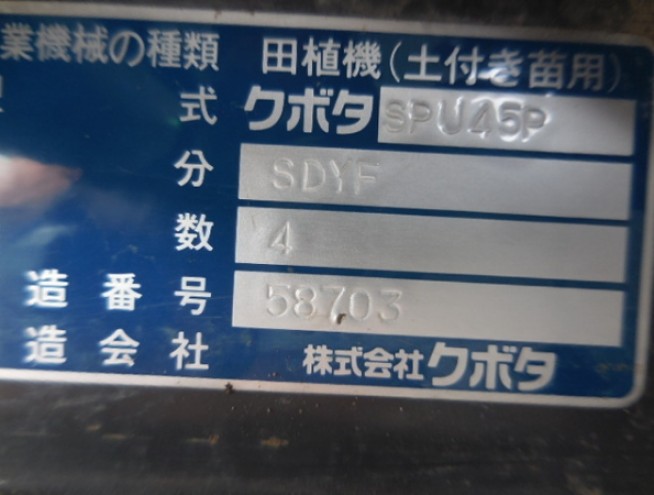 業機械の種類 田植機(土付き苗用)
式 クボタ SPU45P
分 SDYF
数 4
造番号 58703
造会社 株式会社クボタ